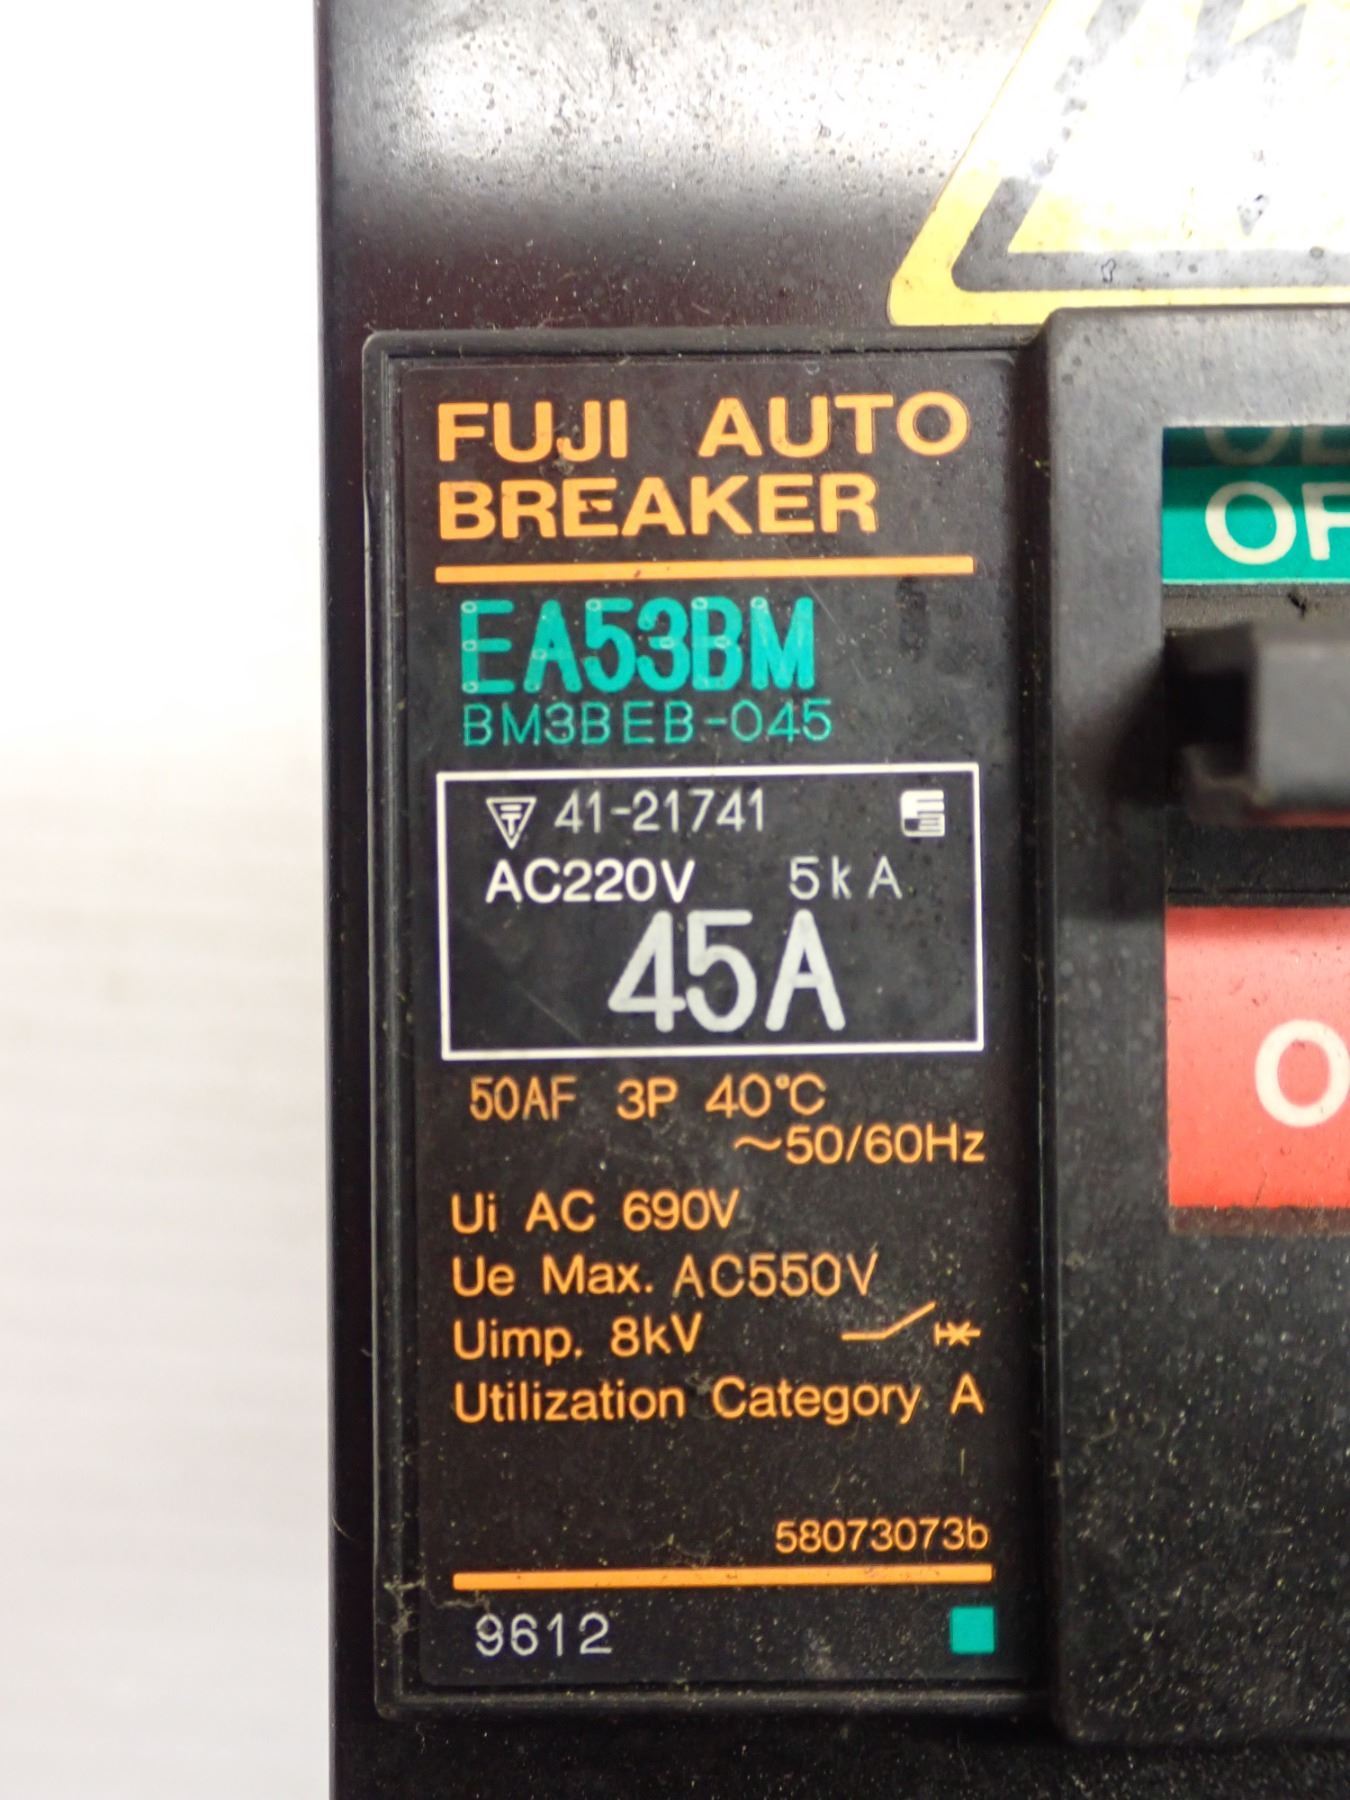 FUJI AUTO
BREAKER
EA53BM
BM3BEB-045
41-21741
AC220V 5kA
45A
50AF 3P 40℃
~50/60Hz
Ui AC 690V
Ue Max. AC550V
Uimp. 8kV
Utilization Category A
58073073b
9612
O